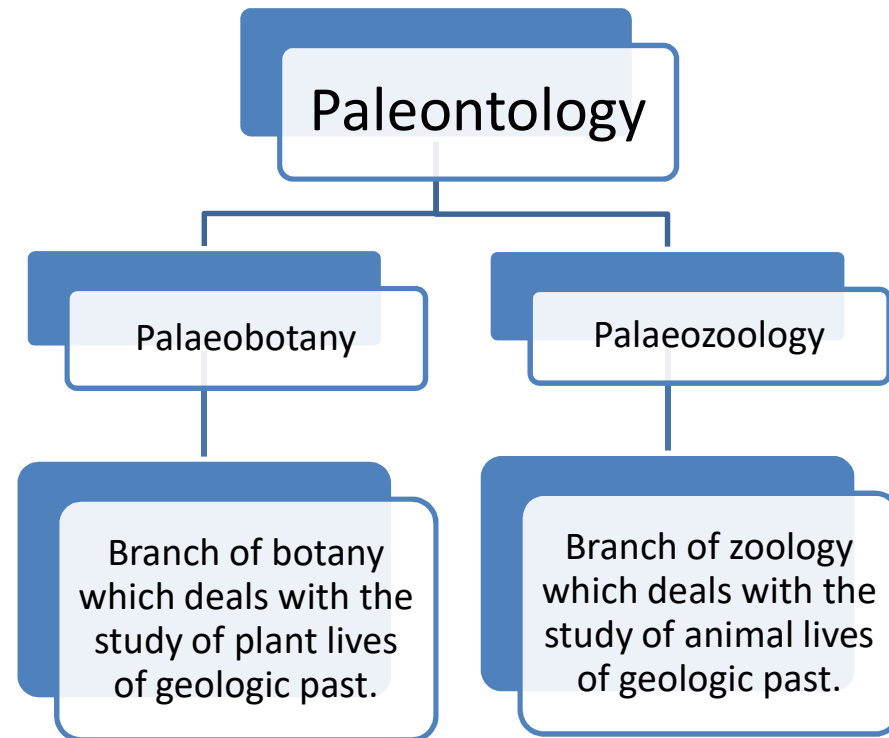 Paleontology
Palaeobotany
Palaeozoology
Branch of botany
which deals with the
study of plant lives
of geologic past.
Branch of zoology
which deals with the
study of animal lives
of geologic past.